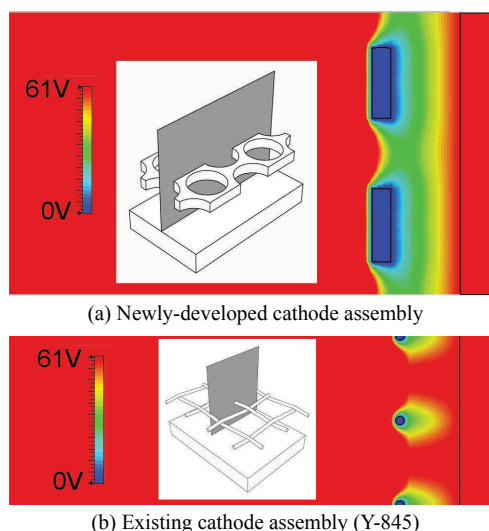 61V
0V
(a) Newly-developed cathode assembly
61V
0V
(b) Existing cathode assembly (Y-845)